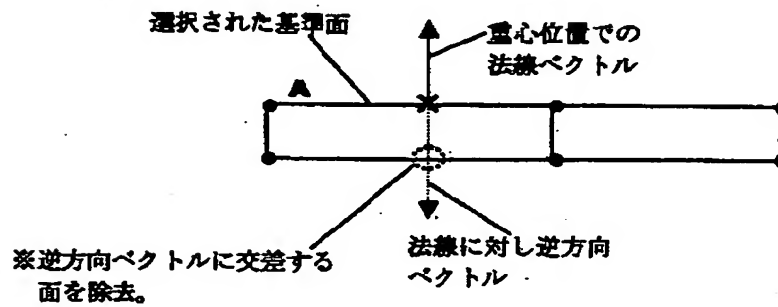 選択された基準面
重心位置での
法線ベクトル
A
※逆方向ベクトルに交差する
面を除去。
法線に対し逆方向
ベクトル